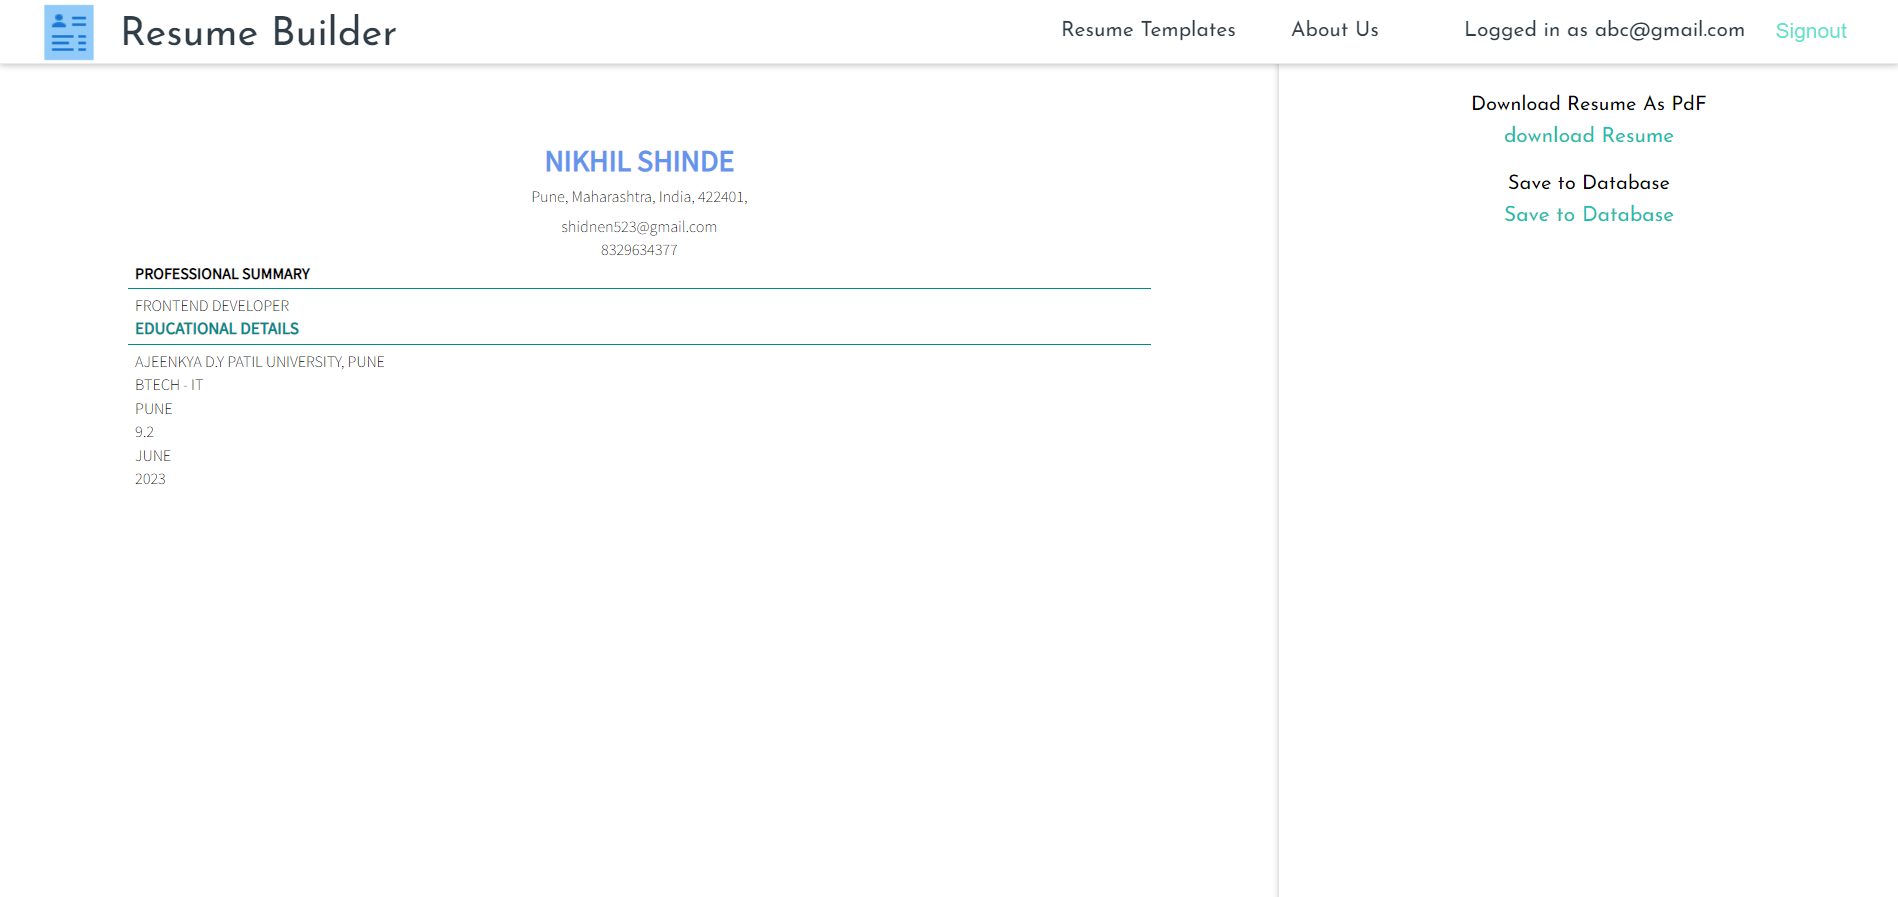 Resume Builder
Resume Templates
About Us
Logged in as abc@gmail.com
Signout
NIKHIL SHINDE
Pune, Maharashtra, India, 422401,
shidnen523@gmail.com
8329634377
PROFESSIONAL SUMMARY
FRONTEND DEVELOPER
EDUCATIONAL DETAILS
AJEENKYA D.Y PATIL UNIVERSITY, PUNE
BTECH - IT
PUNE
9.2
JUNE
2023
Download Resume As PdF
download Resume
Save to Database
Save to Database